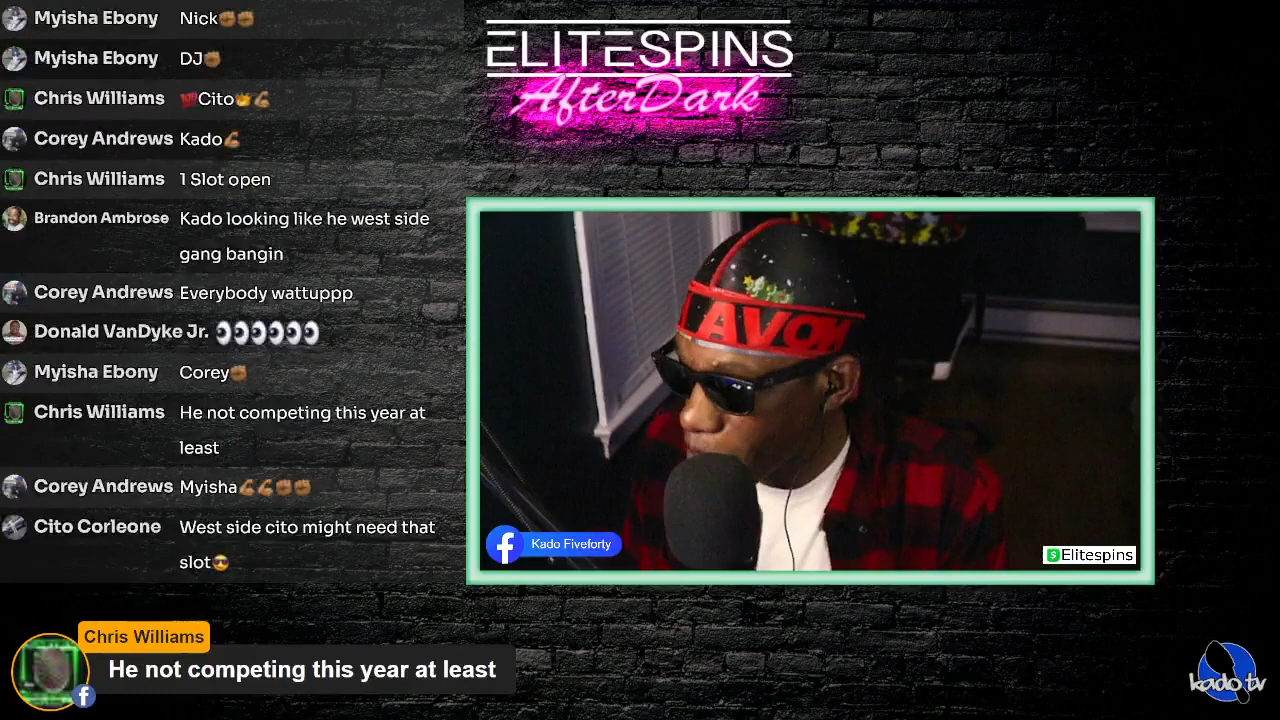 Myisha Ebony Nick✊🏾✊🏾
Myisha Ebony DJ✊🏾
Chris Williams 💯Cito🤴💪🏾
Corey Andrews Kado💪🏾
Chris Williams 1 Slot open
Brandon Ambrose Kado looking like he west side
gang bangin
Corey Andrews Everybody wattuppp
Donald VanDyke Jr. 👀👀👀👀👀👀
Myisha Ebony Corey✊🏾
Chris Williams He not competing this year at
least
Corey Andrews Myisha💪🏾💪🏾✊🏾✊🏾
Cito Corleone West side cito might need that
slot😎
Chris Williams
He not competing this year at least
ELITESPINS
AfterDark
Kado Fiveforty
$Elitespins
kado tv